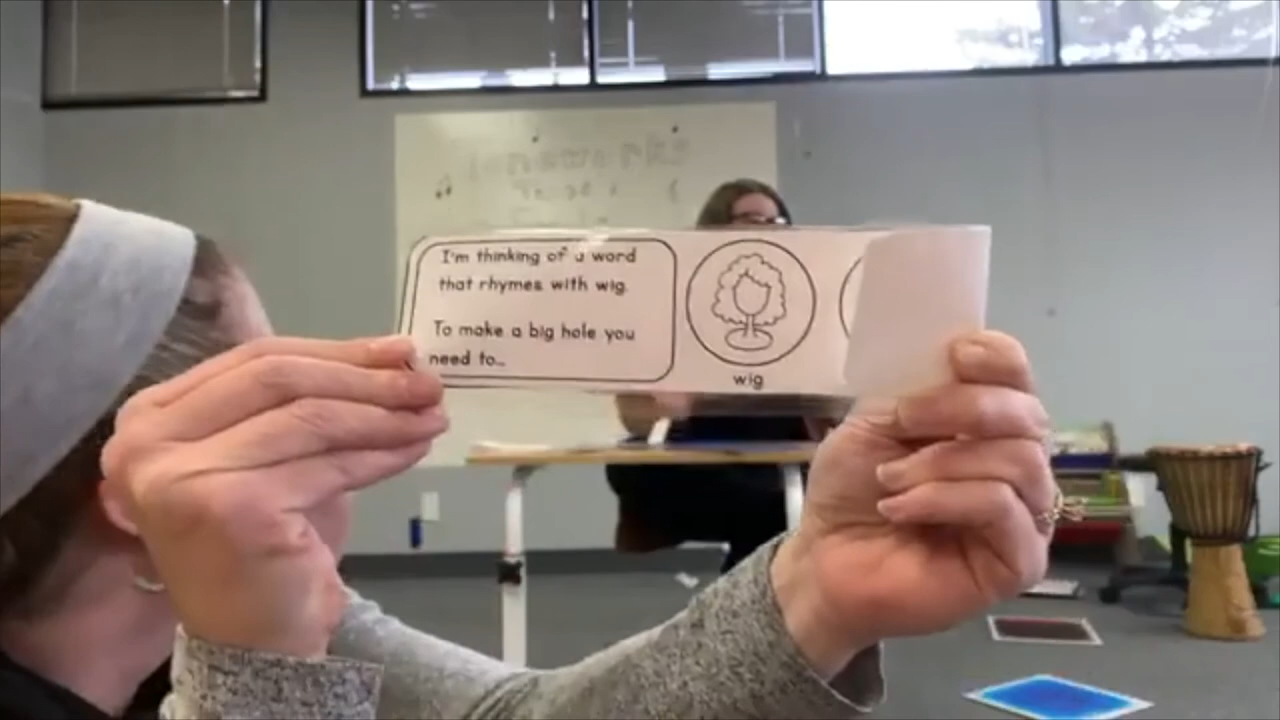 I'm thinking of a word
that rhymes with wig.
To make a big hole you
need to...
wig